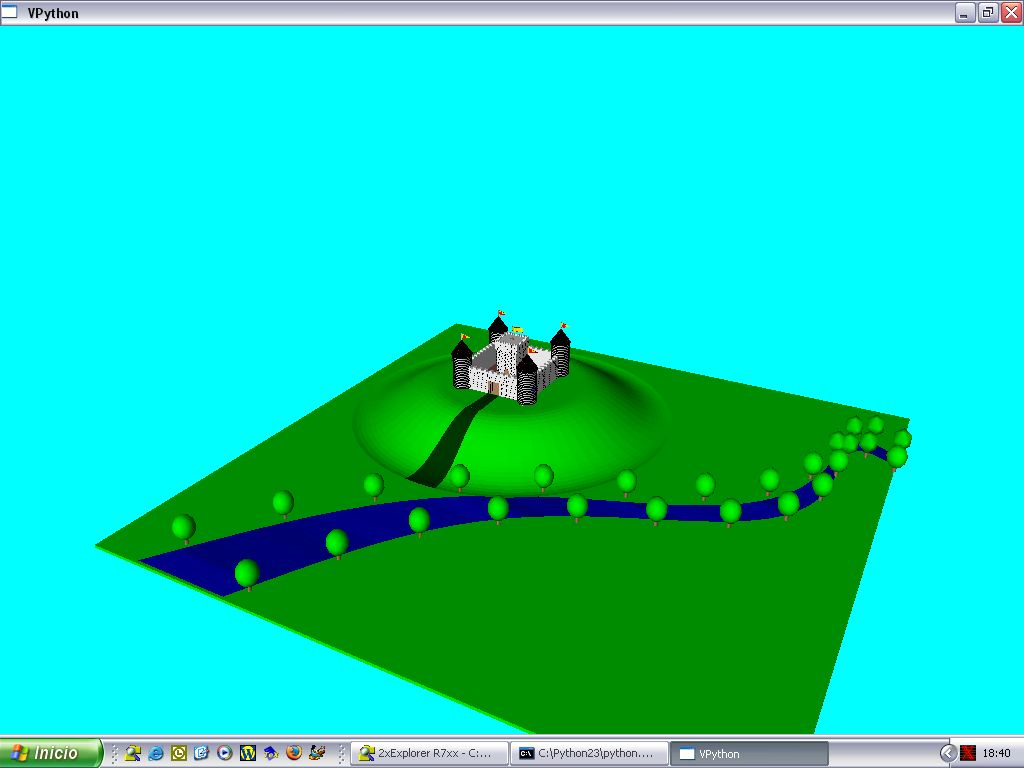 VPython
Inicio
2xExplorer R7xx - C:...
C:\Python23\python....
VPython
18:40